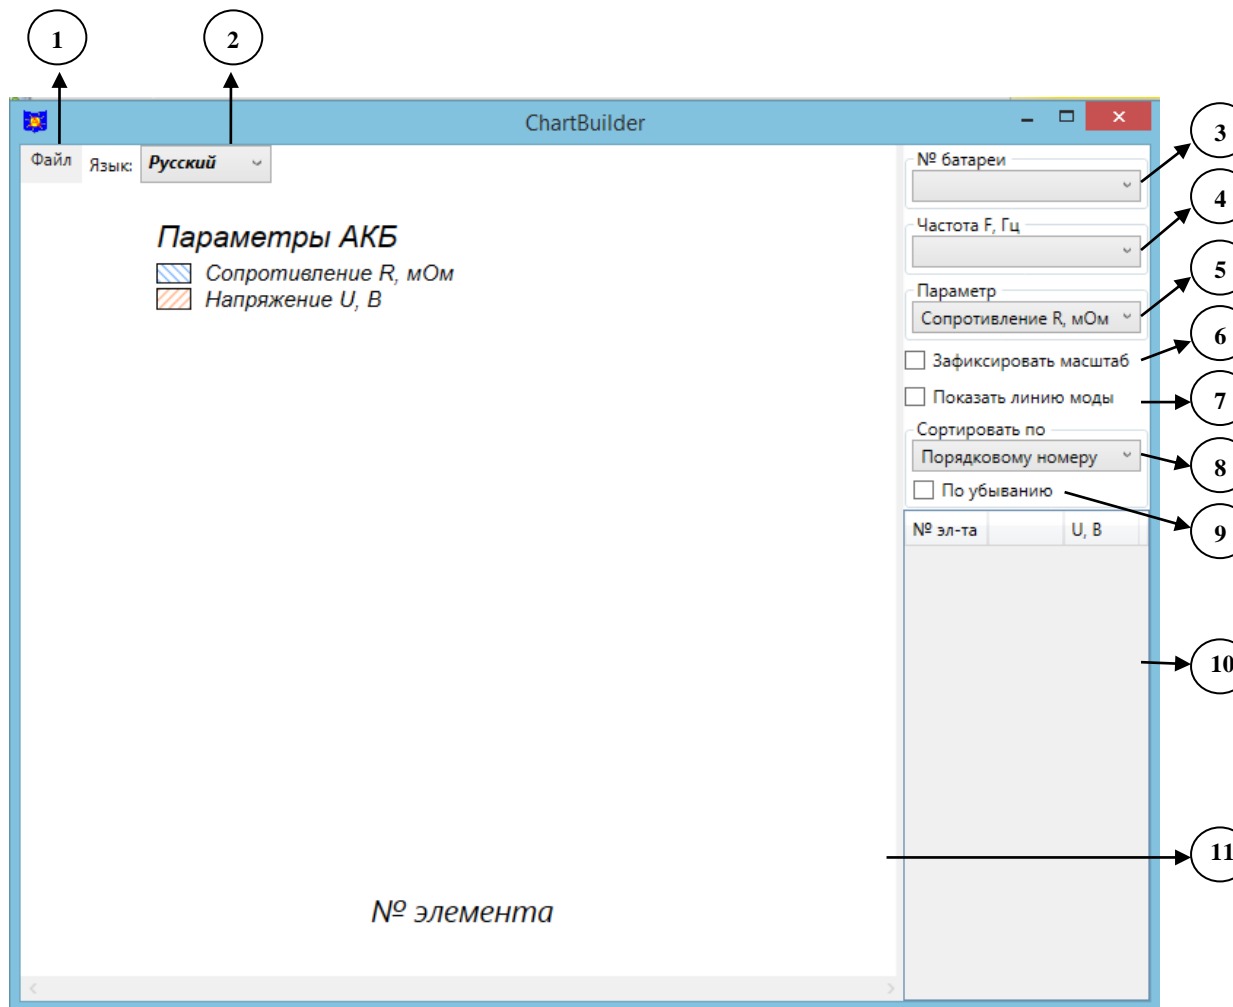 1
2
ChartBuilder
3
Файл
Язык:
Русский
№ батареи
4
Частота F, Гц
Параметры АКБ
Сопротивление R, мОм
Напряжение U, В
5
Параметр
Сопротивление R, мОм
6
Зафиксировать масштаб
7
Показать линию моды
Сортировать по
Порядковому номеру
8
По убыванию
9
№ эл-та
U, В
10
11
№ элемента